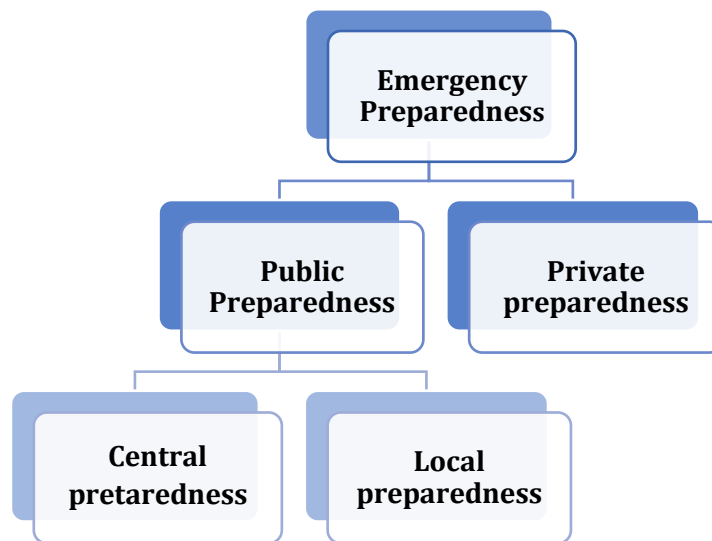 Emergency
Preparedness
Public
Preparedness
Private
preparedness
Central
pretaredness
Local
preparedness